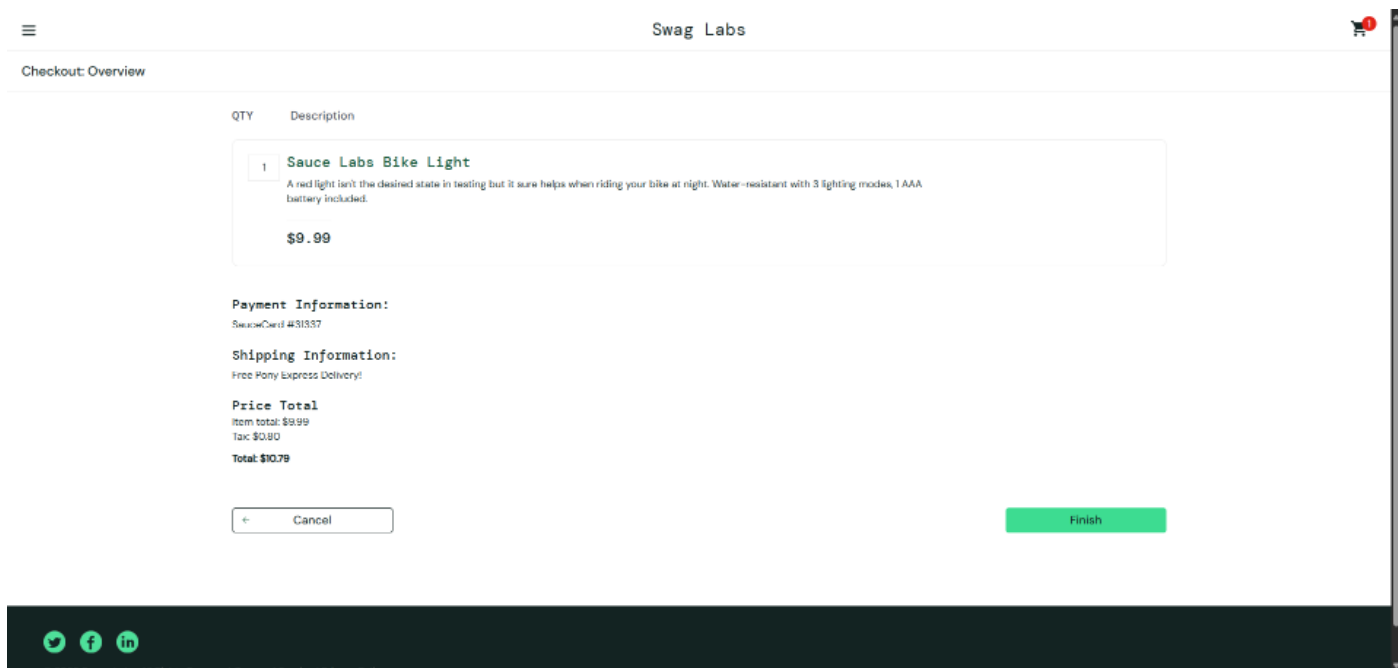 Swag Labs
1
Checkout: Overview
QTY Description
1
Sauce Labs Bike Light
A red light isn't the desired state in testing but it sure helps when riding your bike at night. Water-resistant with 3 lighting modes, 1 AAA
battery included.
$9.99
Payment Information:
SauceCard #31337
Shipping Information:
Free Pony Express Delivery!
Price Total
Item total: $9.99
Tax: $0.80
Total: $10.79
Cancel
Finish